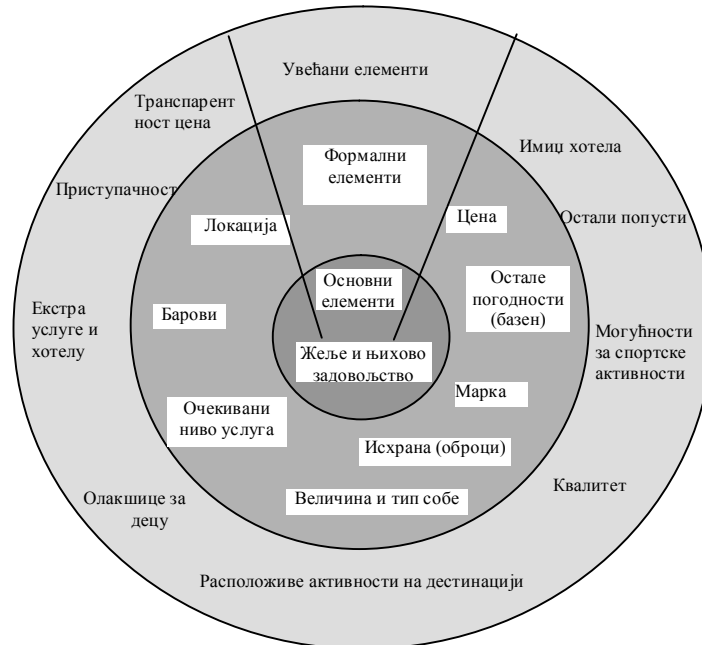 Увећани елементи
Транспарент
ност цена
Имиџ хотела
Формални
елементи
Приступачност
Цена
Остали попусти
Локација
Основни
елементи
Остале
погодности
(базен)
Екстра
услуге и
хотелу
Барови
Могућности
за спортске
активности
Жеље и њихово
задовољство
Марка
Очекивани
ниво услуга
Исхрана (оброци)
Квалитет
Олакшице за
децу
Величина и тип собе
Расположиве активности на дестинацији